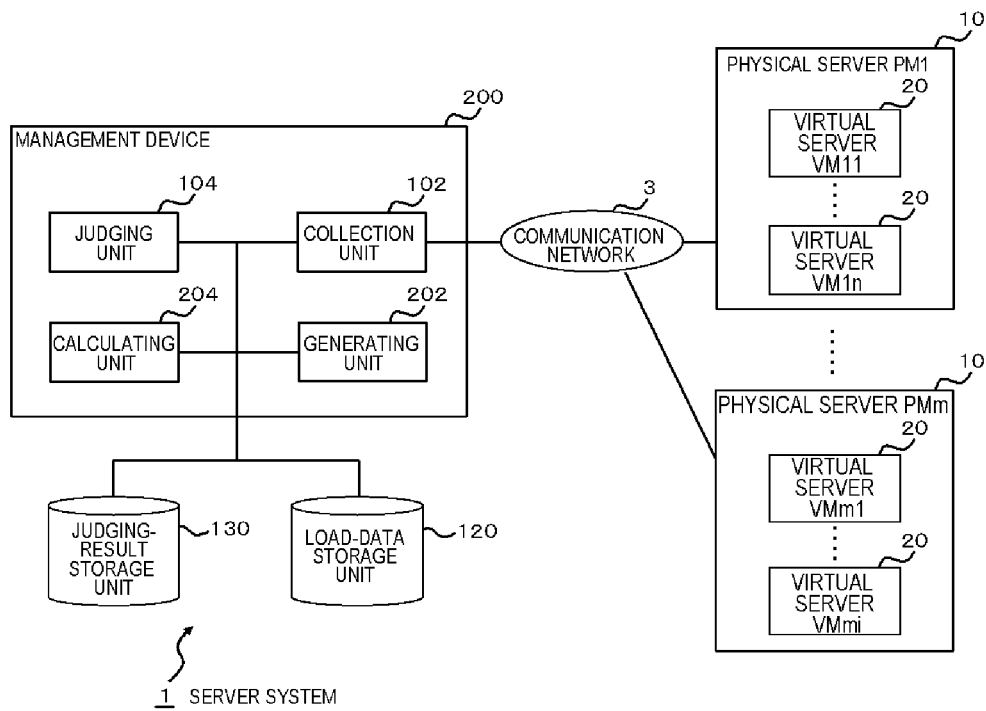 10
PHYSICAL SERVER PM1
20
VIRTUAL
SERVER
VM11
20
VIRTUAL
SERVER
VM1n
200
MANAGEMENT DEVICE
104
JUDGING
UNIT
102
COLLECTION
UNIT
204
CALCULATING
UNIT
202
GENERATING
UNIT
3
COMMUNICATION
NETWORK
10
PHYSICAL SERVER PMm
20
VIRTUAL
SERVER
VMm1
20
VIRTUAL
SERVER
VMmi
130
JUDGING-
RESULT
STORAGE
UNIT
120
LOAD-DATA
STORAGE
UNIT
1 SERVER SYSTEM